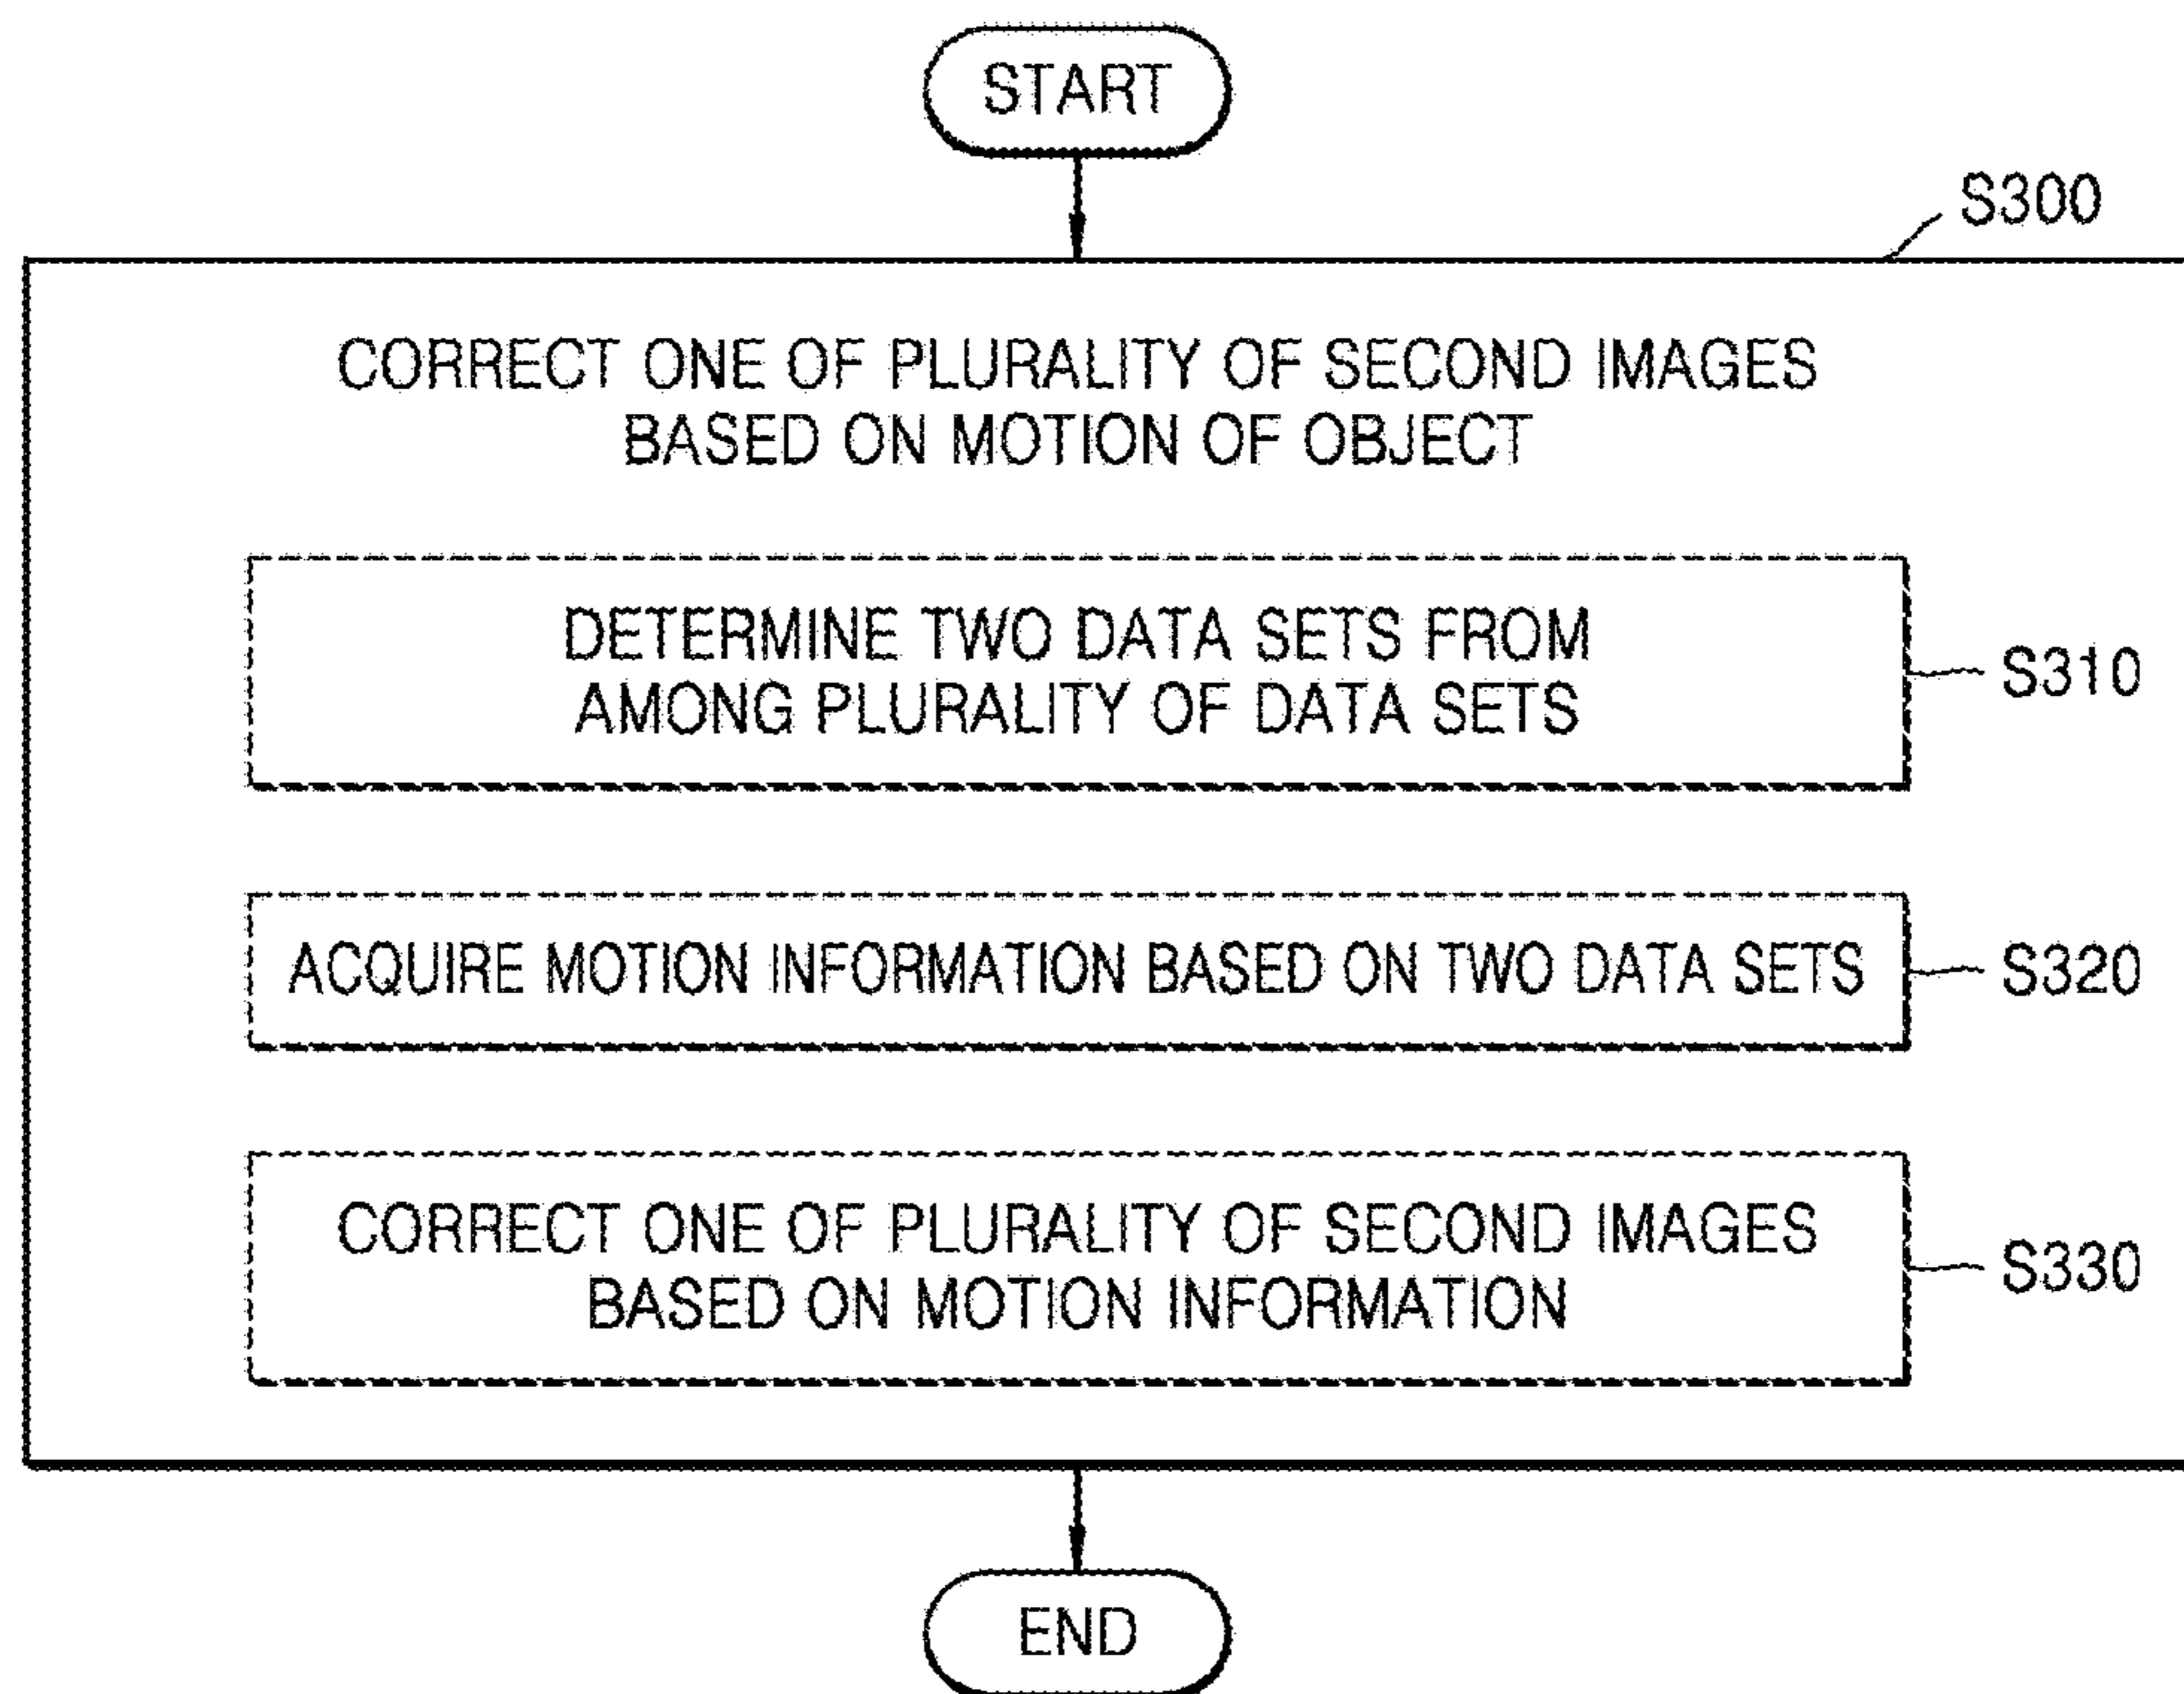 START
S300
CORRECT ONE OF PLURALITY OF SECOND IMAGES
BASED ON MOTION OF OBJECT
DETERMINE TWO DATA SETS FROM
AMONG PLURALITY OF DATA SETS
S310
ACQUIRE MOTION INFORMATION BASED ON TWO DATA SETS
S320
CORRECT ONE OF PLURALITY OF SECOND IMAGES
BASED ON MOTION INFORMATION
S330
END